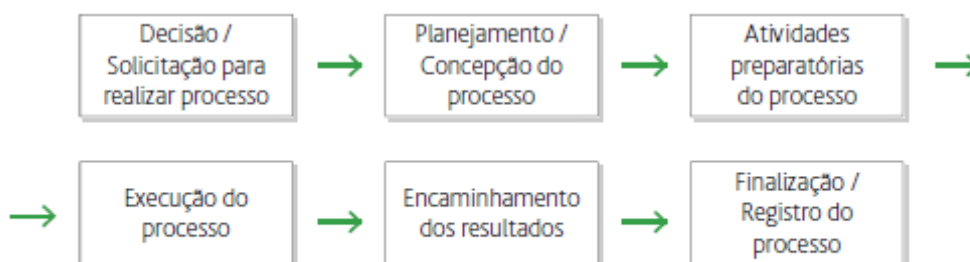 Decisão /
Solicitação para
realizar processo
Planejamento /
Concepção do
processo
Atividades
preparatórias
do processo
Execução do
processo
Encaminhamento
dos resultados
Finalização /
Registro do
processo